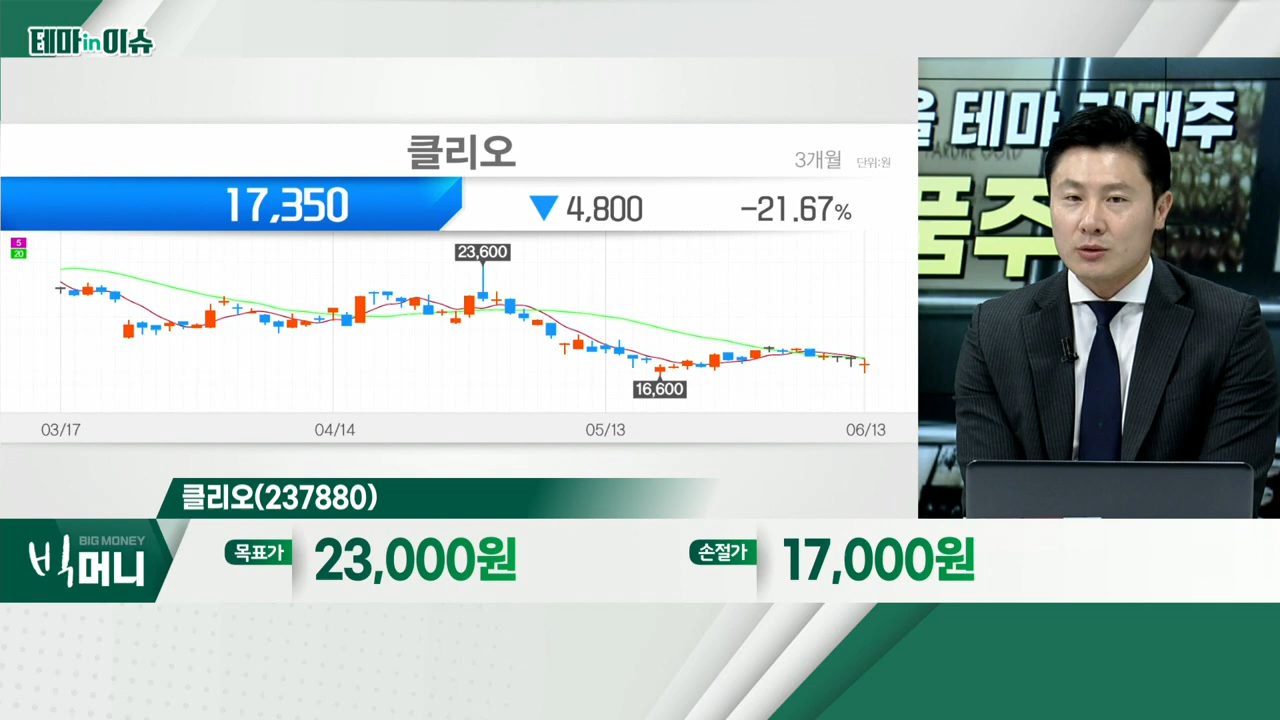 테마in이슈
을 테마
대주
품주
클리오
3개월 단위:원
17,350 ▼4,800 -21.67%
5
20
23,600
16,600
03/17 04/14 05/13 06/13
클리오(237880)
BIG MONEY
빅머니
목표가 23,000원 손절가 17,000원